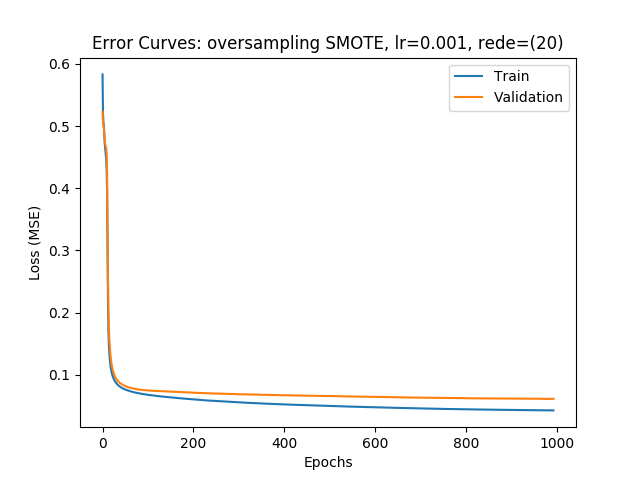 Error Curves: oversampling SMOTE, lr=0.001, rede=(20)
Train
Validation
0.6
0.5
0.4
0.3
0.2
0.1
Loss (MSE)
0 200 400 600 800 1000
Epochs